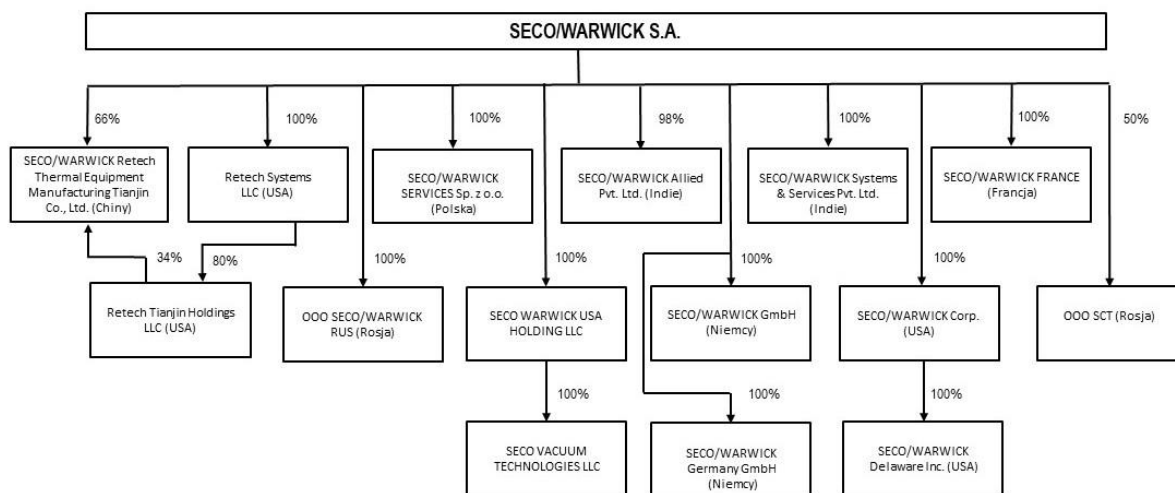 SECO/WARWICK S.A.
66%
100%
100%
98%
100%
100%
50%
SECO/WARWICK Retech
Thermal Equipment
Manufacturing Tianjin
Co., Ltd. (Chiny)
Retech Systems
LLC (USA)
SECO/WARWICK
SERVICES Sp. z o.o.
(Polska)
SECO/WARWICK Allied
Pvt. Ltd. (Indie)
SECO/WARWICK Systems
& Services Pvt. Ltd.
(Indie)
SECO/WARWICK FRANCE
(Francja)
34%
80%
100%
100%
100%
100%
Retech Tianjin Holdings
LLC (USA)
OOO SECO/WARWICK
RUS (Rosja)
SECO WARWICK USA
HOLDING LLC
SECO/WARWICK GmbH
(Niemcy)
SECO/WARWICK Corp.
(USA)
OOO SCT (Rosja)
100%
100%
100%
SECO VACUUM
TECHNOLOGIES LLC
SECO/WARWICK
Germany GmbH
(Niemcy)
SECO/WARWICK
Delaware Inc. (USA)